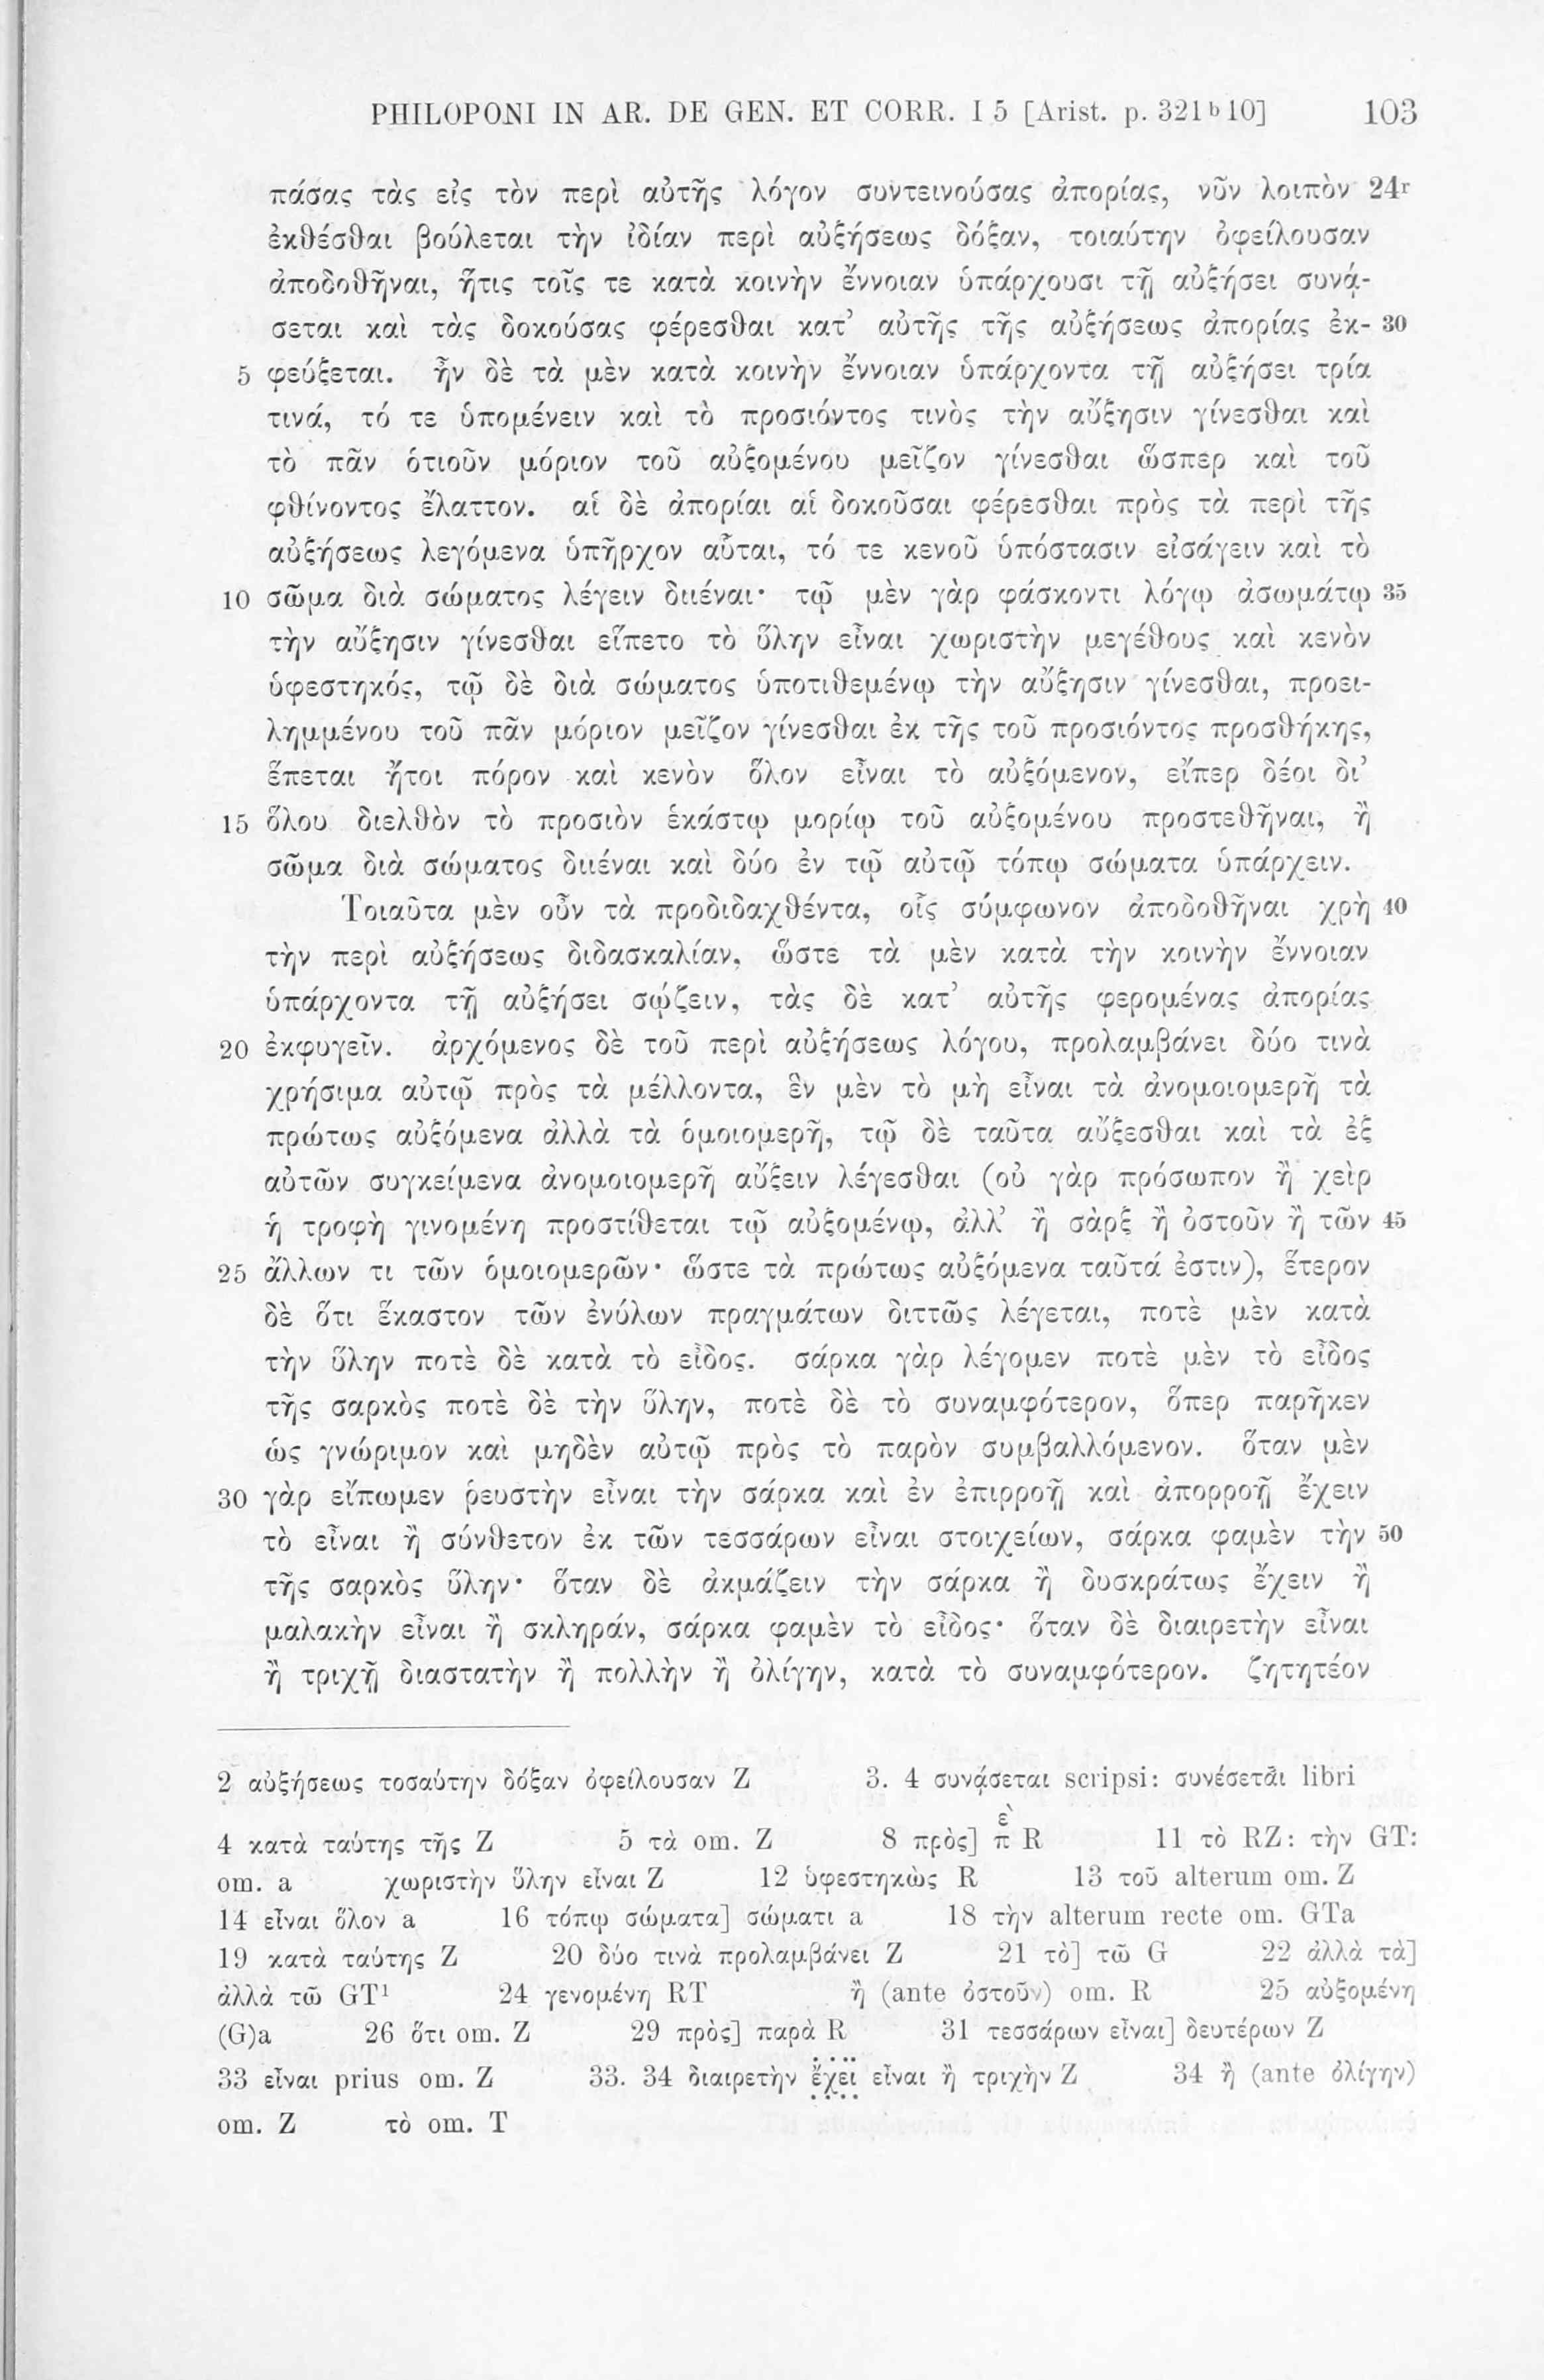 PHILOPONI IN AR. DE GEN. ET CORR. I 5 [Arist. p. 321ᵇ10] 103
πάσας τὰς εἰς τὸν περὶ αὐτῆς λόγον συντεινούσας ἀπορίας, νῦν λοιπὸν 24ʳ
ἐκθέσθαι βούλεται τὴν ἰδίαν περὶ αὐξήσεως δόξαν, τοιαύτην ὀφείλουσαν
ἀποδοθῆναι, ἥτις τοῖς τε κατὰ κοινὴν ἔννοιαν ὑπάρχουσι τῇ αὐξήσει συνᾴ-
σεται καὶ τὰς δοκούσας φέρεσθαι κατ’ αὐτῆς τῆς αὐξήσεως ἀπορίας ἐκ- 30
5 φεύξεται. ἦν δὲ τὰ μὲν κατὰ κοινὴν ἔννοιαν ὑπάρχοντα τῇ αὐξήσει τρία
τινά, τό τε ὑπομένειν καὶ τὸ προσιόντος τινὸς τὴν αὔξησιν γίνεσθαι καὶ
τὸ πᾶν ὁτιοῦν μόριον τοῦ αὐξομένου μεῖζον γίνεσθαι ὥσπερ καὶ τοῦ
φθίνοντος ἔλαττον. αἱ δὲ ἀπορίαι αἱ δοκοῦσαι φέρεσθαι πρὸς τὰ περὶ τῆς
αὐξήσεως λεγόμενα ὑπῆρχον αὗται, τό τε κενοῦ ὑπόστασιν εἰσάγειν καὶ τὸ
10 σῶμα διὰ σώματος λέγειν διιέναι· τῷ μὲν γὰρ φάσκοντι λόγῳ ἀσωμάτῳ 35
τὴν αὔξησιν γίνεσθαι εἵπετο τὸ ὕλην εἶναι χωριστὴν μεγέθους καὶ κενὸν
ὑφεστηκός, τῷ δὲ διὰ σώματος ὑποτιθεμένῳ τὴν αὔξησιν γίνεσθαι, προει-
λημμένου τοῦ πᾶν μόριον μεῖζον γίνεσθαι ἐκ τῆς τοῦ προσιόντος προσθήκης,
ἕπεται ἤτοι πόρον καὶ κενὸν ὅλον εἶναι τὸ αὐξόμενον, εἴπερ δέοι δι’
15 ὅλου διελθὸν τὸ προσιὸν ἑκάστῳ μορίῳ τοῦ αὐξομένου προστεθῆναι, ἢ
σῶμα διὰ σώματος διιέναι καὶ δύο ἐν τῷ αὐτῷ τόπῳ σώματα ὑπάρχειν.
Τοιαῦτα μὲν οὖν τὰ προδιδαχθέντα, οἷς σύμφωνον ἀποδοθῆναι χρὴ 40
τὴν περὶ αὐξήσεως διδασκαλίαν, ὥστε τὰ μὲν κατὰ τὴν κοινὴν ἔννοιαν
ὑπάρχοντα τῇ αὐξήσει σῴζειν, τὰς δὲ κατ’ αὐτῆς φερομένας ἀπορίας
20 ἐκφυγεῖν. ἀρχόμενος δὲ τοῦ περὶ αὐξήσεως λόγου, προλαμβάνει δύο τινὰ
χρήσιμα αὐτῷ πρὸς τὰ μέλλοντα, ἓν μὲν τὸ μὴ εἶναι τὰ ἀνομοιομερῆ τὰ
πρώτως αὐξόμενα ἀλλὰ τὰ ὁμοιομερῆ, τῷ δὲ ταῦτα αὔξεσθαι καὶ τὰ ἐξ
αὐτῶν συγκείμενα ἀνομοιομερῆ αὔξειν λέγεσθαι (οὐ γὰρ πρόσωπον ἢ χεὶρ
ἡ τροφὴ γινομένη προστίθεται τῷ αὐξομένῳ, ἀλλ’ ἢ σὰρξ ἢ ὀστοῦν ἢ τῶν 45
25 ἄλλων τι τῶν ὁμοιομερῶν· ὥστε τὰ πρώτως αὐξόμενα ταῦτά ἐστιν), ἕτερον
δὲ ὅτι ἕκαστον τῶν ἐνύλων πραγμάτων διττῶς λέγεται, ποτὲ μὲν κατὰ
τὴν ὕλην ποτὲ δὲ κατὰ τὸ εἶδος. σάρκα γὰρ λέγομεν ποτὲ μὲν τὸ εἶδος
τῆς σαρκὸς ποτὲ δὲ τὴν ὕλην, ποτὲ δὲ τὸ συναμφότερον, ὅπερ παρῆκεν
ὡς γνώριμον καὶ μηδὲν αὐτῷ πρὸς τὸ παρὸν συμβαλλόμενον. ὅταν μὲν
30 γὰρ εἴπωμεν ῥευστὴν εἶναι τὴν σάρκα καὶ ἐν ἐπιρροῇ καὶ ἀπορροῇ ἔχειν
τὸ εἶναι ἢ σύνθετον ἐκ τῶν τεσσάρων εἶναι στοιχείων, σάρκα φαμὲν τὴν 50
τῆς σαρκὸς ὕλην· ὅταν δὲ ἀκμάζειν τὴν σάρκα ἢ δυσκράτως ἔχειν ἢ
μαλακὴν εἶναι ἢ σκληράν, σάρκα φαμὲν τὸ εἶδος· ὅταν δὲ διαιρετὴν εἶναι
ἢ τριχῇ διαστατὴν ἢ πολλὴν ἢ ὀλίγην, κατὰ τὸ συναμφότερον. ζητητέον
2 αὐξήσεως τοσαύτην δόξαν ὀφείλουσαν Z 3. 4 συνᾴσεται scripsi: συνέσεται libri
4 κατὰ ταύτης τῆς Z 5 τὰ om. Z 8 πρὸς] π ὲ R 11 τὸ RZ: τὴν GT:
om. a χωριστὴν ὕλην εἶναι Z 12 ὑφεστηκὼς R 13 τοῦ alterum om. Z
14 εἶναι ὅλον a 16 τόπῳ σώματα] σώματι a 18 τὴν alterum recte om. GTa
19 κατὰ ταύτης Z 20 δύο τινὰ προλαμβάνει Z 21 τὸ] τῶ G 22 ἀλλὰ τὰ]
ἀλλὰ τῶ GT¹ 24 γενομένη RT ἢ (ante ὀστοῦν) om. R 25 αὐξομένη
(G)a 26 ὅτι om. Z 29 πρὸς] παρὰ R 31 τεσσάρων εἶναι] δευτέρων Z
33 εἶναι prius om. Z 33. 34 διαιρετὴν ἔχει εἶναι ἢ τριχὴν Z 34 ἢ (ante ὀλίγην)
om. Z τὸ om. T